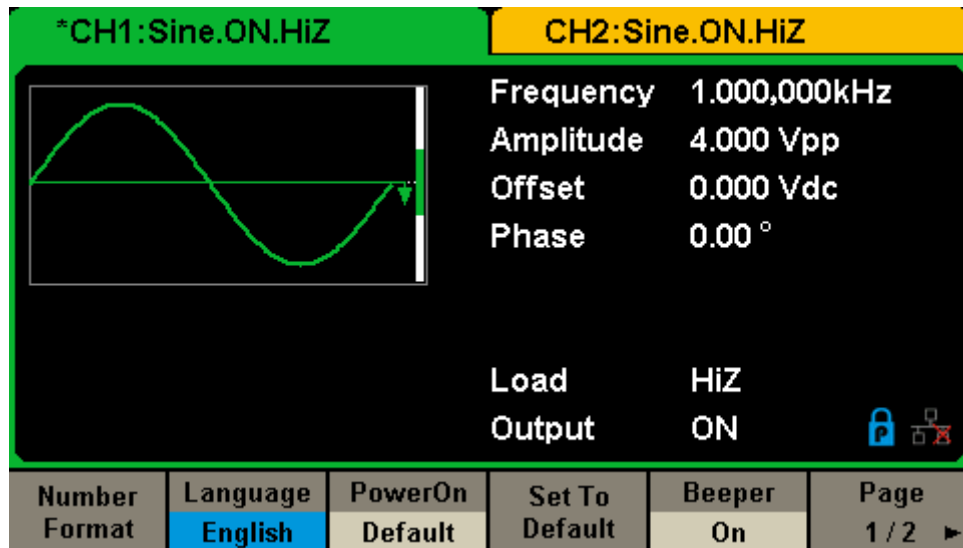 *CH1:Sine.ON.HiZ
CH2:Sine.ON.HiZ
Frequency 1.000,000kHz
Amplitude 4.000 Vpp
Offset 0.000 Vdc
Phase 0.00 °
Load HiZ
Output ON
P
Number Format
Language English
PowerOn Default
Set To Default
Beeper On
Page 1/2 ►